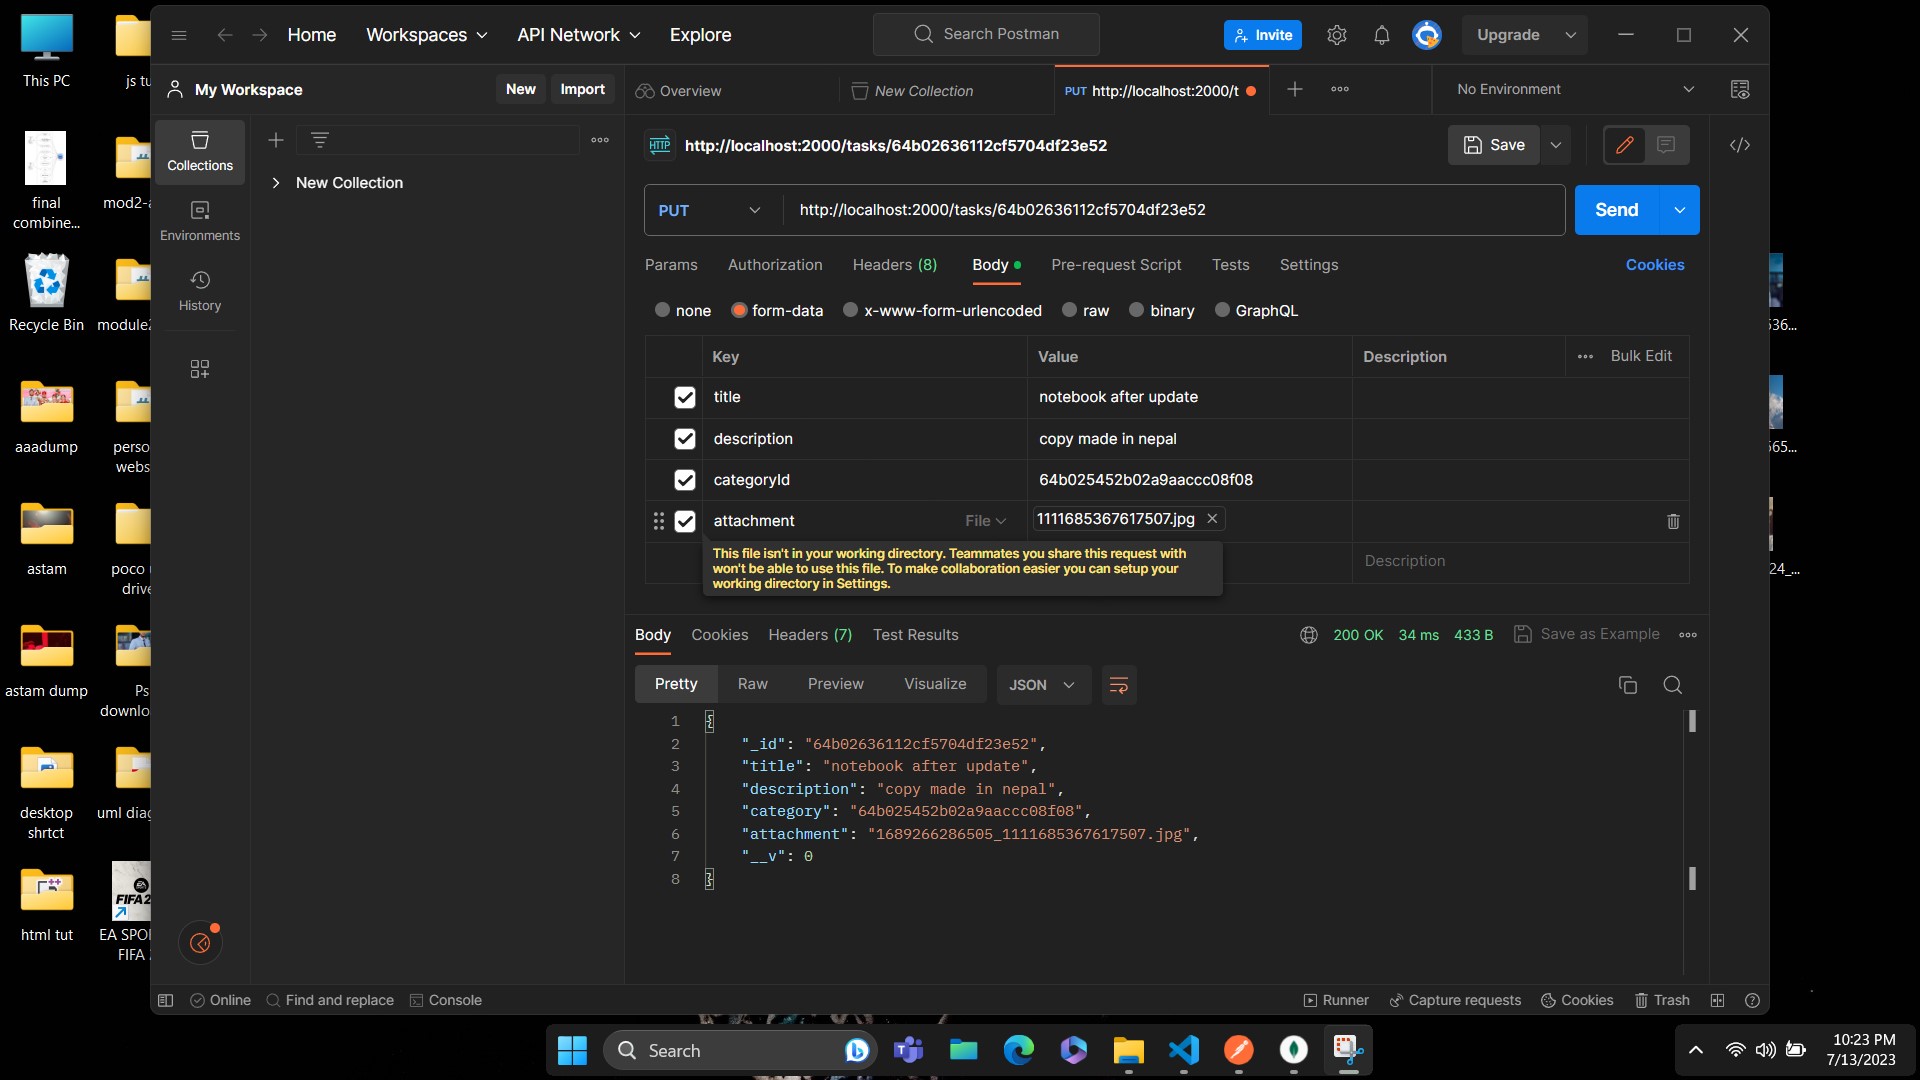 This PC
js tu
final
combine...
mod2-a
Recycle Bin
module2
aaadump
perso
webs
astam
poco
drive
astam dump
Ps
downlo
desktop
shrtct
uml diag
html tut
FIFA 2
EA SPO
FIFA
Home
Workspaces
API Network
Explore
Search Postman
Invite
Upgrade
My Workspace
New
Import
Overview
New Collection
PUT http://localhost:2000/t
No Environment
Collections
Environments
History
New Collection
HTTP
http://localhost:2000/tasks/64b02636112cf5704df23e52
Save
PUT
http://localhost:2000/tasks/64b02636112cf5704df23e52
Send
Params
Authorization
Headers (8)
Body
Pre-request Script
Tests
Settings
Cookies
none
form-data
x-www-form-urlencoded
raw
binary
GraphQL
Key
Value
Description
Bulk Edit
title
notebook after update
description
copy made in nepal
categoryId
64b025452b02a9aaccc08f08
attachment
File
1111685367617507.jpg
This file isn't in your working directory. Teammates you share this request with
won't be able to use this file. To make collaboration easier you can setup your
working directory in Settings.
Description
Body
Cookies
Headers (7)
Test Results
200 OK
34 ms
433 B
Save as Example
Pretty
Raw
Preview
Visualize
JSON
1 {
2 "_id": "64b02636112cf5704df23e52",
3 "title": "notebook after update",
4 "description": "copy made in nepal",
5 "category": "64b025452b02a9aaccc08f08",
6 "attachment": "1689266286505_1111685367617507.jpg",
7 "__v": 0
8 }
36...
65...
24_...
Online
Find and replace
Console
Runner
Capture requests
Cookies
Trash
Search
10:23 PM
7/13/2023